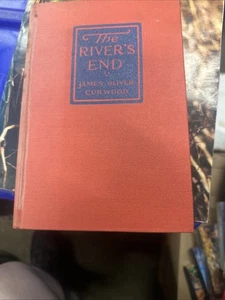 The
RIVER'S
END
JAMES OLIVER
CURWOOD